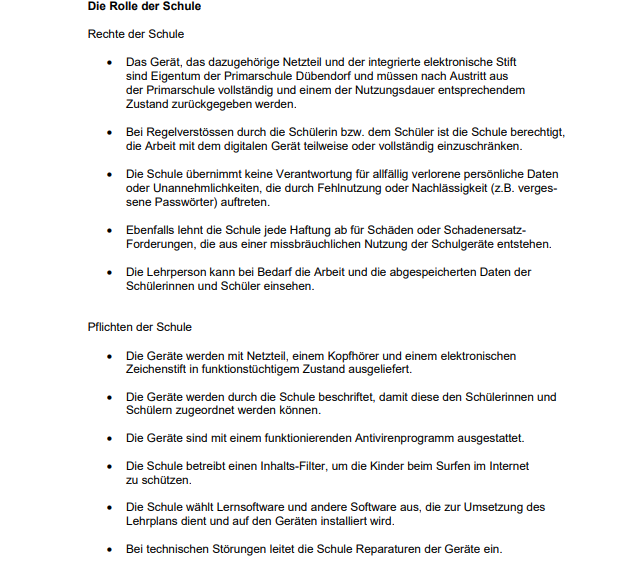 Die Rolle der Schule
Rechte der Schule
• Das Gerät, das dazugehörige Netzteil und der integrierte elektronische Stift
sind Eigentum der Primarschule Dübendorf und müssen nach Austritt aus
der Primarschule vollständig und einem der Nutzungsdauer entsprechendem
Zustand zurückgegeben werden.
• Bei Regelverstössen durch die Schülerin bzw. dem Schüler ist die Schule berechtigt,
die Arbeit mit dem digitalen Gerät teilweise oder vollständig einzuschränken.
• Die Schule übernimmt keine Verantwortung für allfällig verlorene persönliche Daten
oder Unannehmlichkeiten, die durch Fehlnutzung oder Nachlässigkeit (z.B. verges-
sene Passwörter) auftreten.
• Ebenfalls lehnt die Schule jede Haftung ab für Schäden oder Schadenersatz-
Forderungen, die aus einer missbräuchlichen Nutzung der Schulgeräte entstehen.
• Die Lehrperson kann bei Bedarf die Arbeit und die abgespeicherten Daten der
Schülerinnen und Schüler einsehen.
Pflichten der Schule
• Die Geräte werden mit Netzteil, einem Kopfhörer und einem elektronischen
Zeichenstift in funktionstüchtigem Zustand ausgeliefert.
• Die Geräte werden durch die Schule beschriftet, damit diese den Schülerinnen und
Schülern zugeordnet werden können.
• Die Geräte sind mit einem funktionierenden Antivirenprogramm ausgestattet.
• Die Schule betreibt einen Inhalts-Filter, um die Kinder beim Surfen im Internet
zu schützen.
• Die Schule wählt Lernsoftware und andere Software aus, die zur Umsetzung des
Lehrplans dient und auf den Geräten installiert wird.
• Bei technischen Störungen leitet die Schule Reparaturen der Geräte ein.